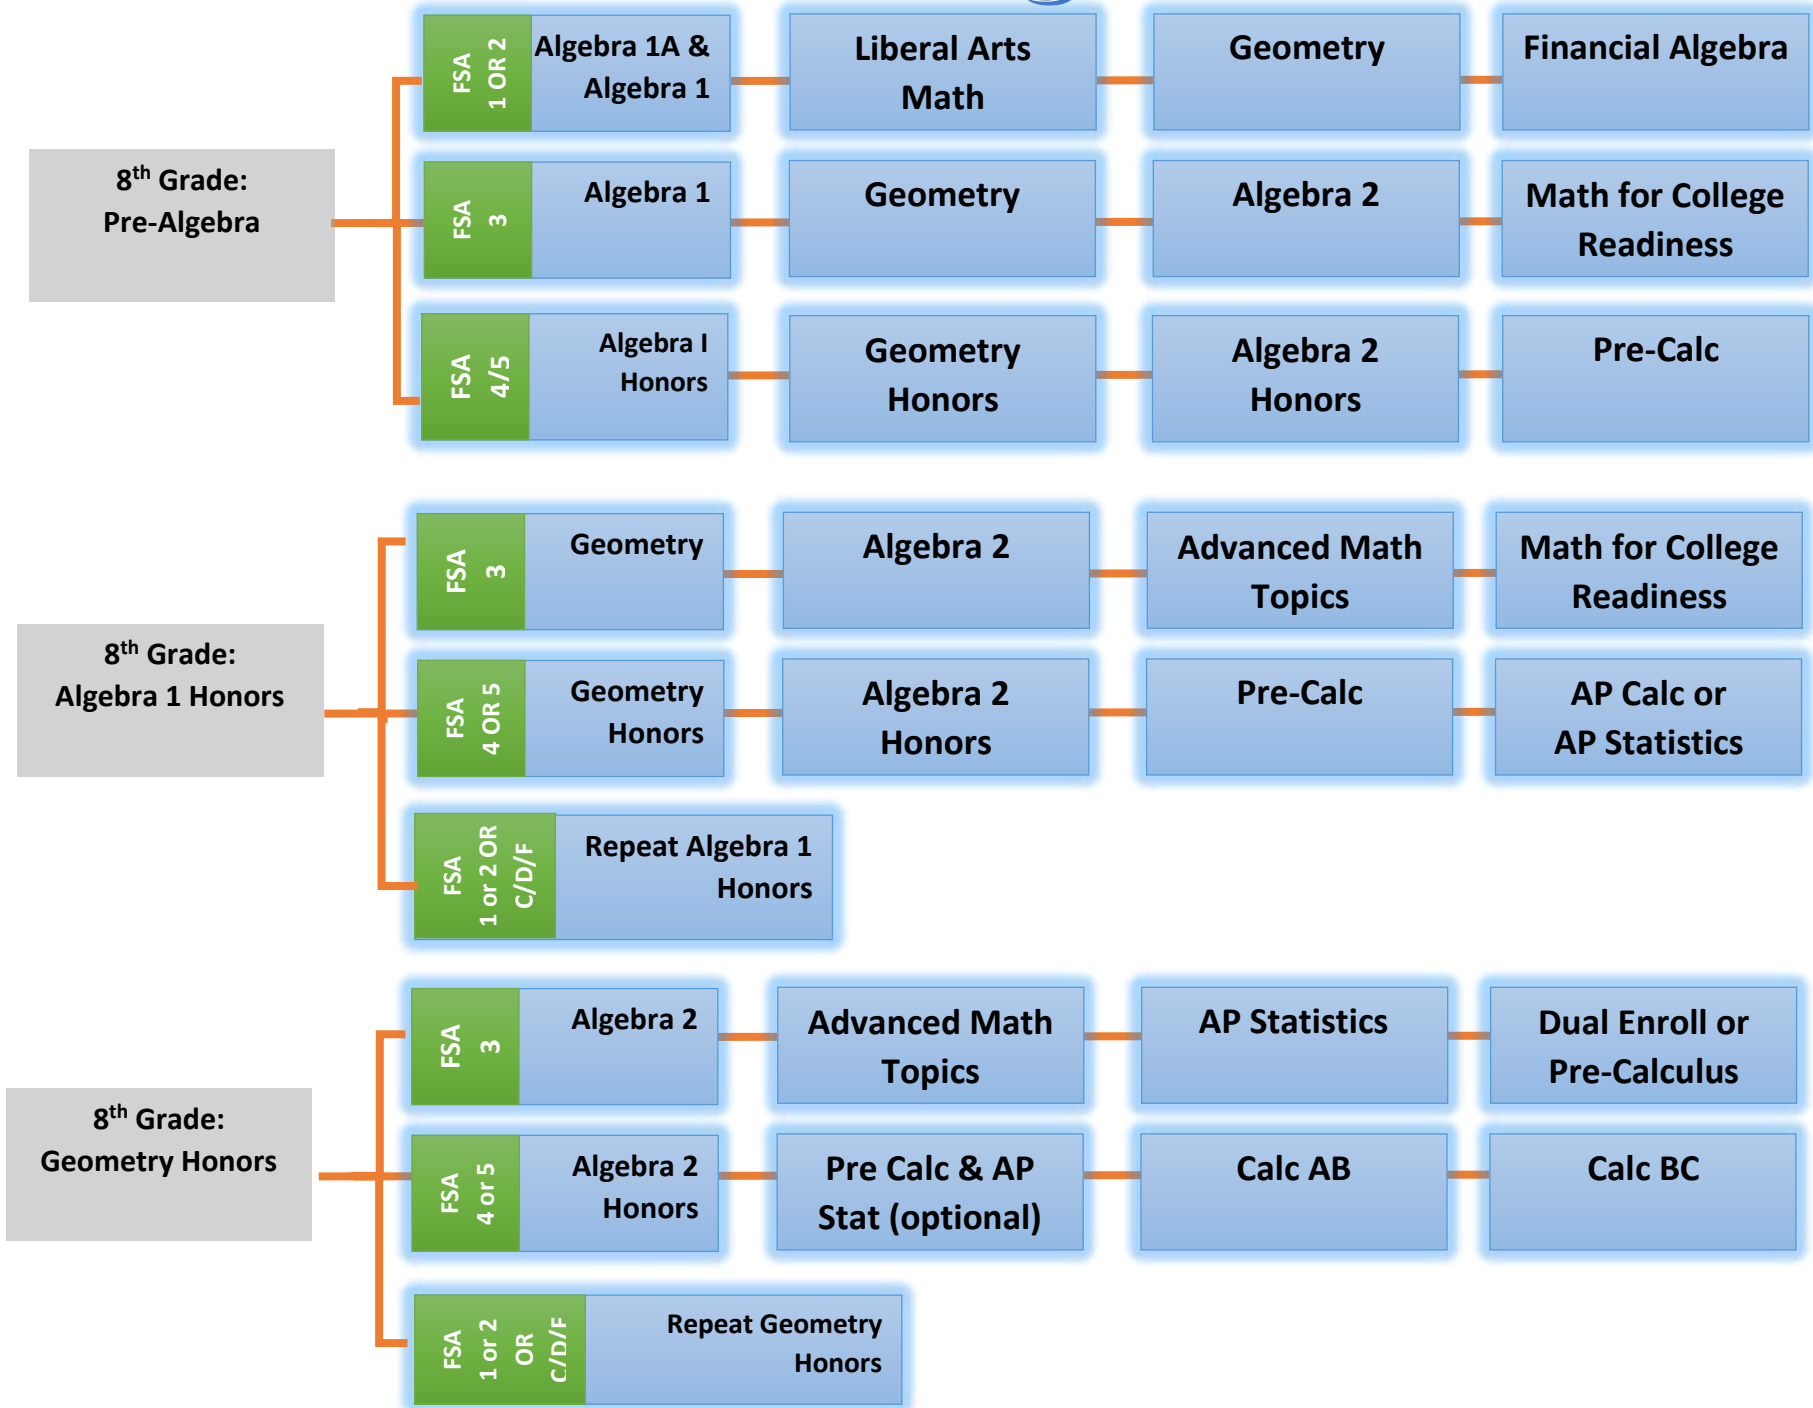 8th Grade:
Pre-Algebra
FSA
1 OR 2
Algebra 1A &
Algebra 1
Liberal Arts
Math
Geometry
Financial Algebra
FSA
3
Algebra 1
Geometry
Algebra 2
Math for College
Readiness
FSA
4/5
Algebra I
Honors
Geometry
Honors
Algebra 2
Honors
Pre-Calc
8th Grade:
Algebra 1 Honors
FSA
3
Geometry
Algebra 2
Advanced Math
Topics
Math for College
Readiness
FSA
4 OR 5
Geometry
Honors
Algebra 2
Honors
Pre-Calc
AP Calc or
AP Statistics
FSA
1 or 2 OR
C/D/F
Repeat Algebra 1
Honors
8th Grade:
Geometry Honors
FSA
3
Algebra 2
Advanced Math
Topics
AP Statistics
Dual Enroll or
Pre-Calculus
FSA
4 or 5
Algebra 2
Honors
Pre Calc & AP
Stat (optional)
Calc AB
Calc BC
FSA
1 or 2
OR
C/D/F
Repeat Geometry
Honors